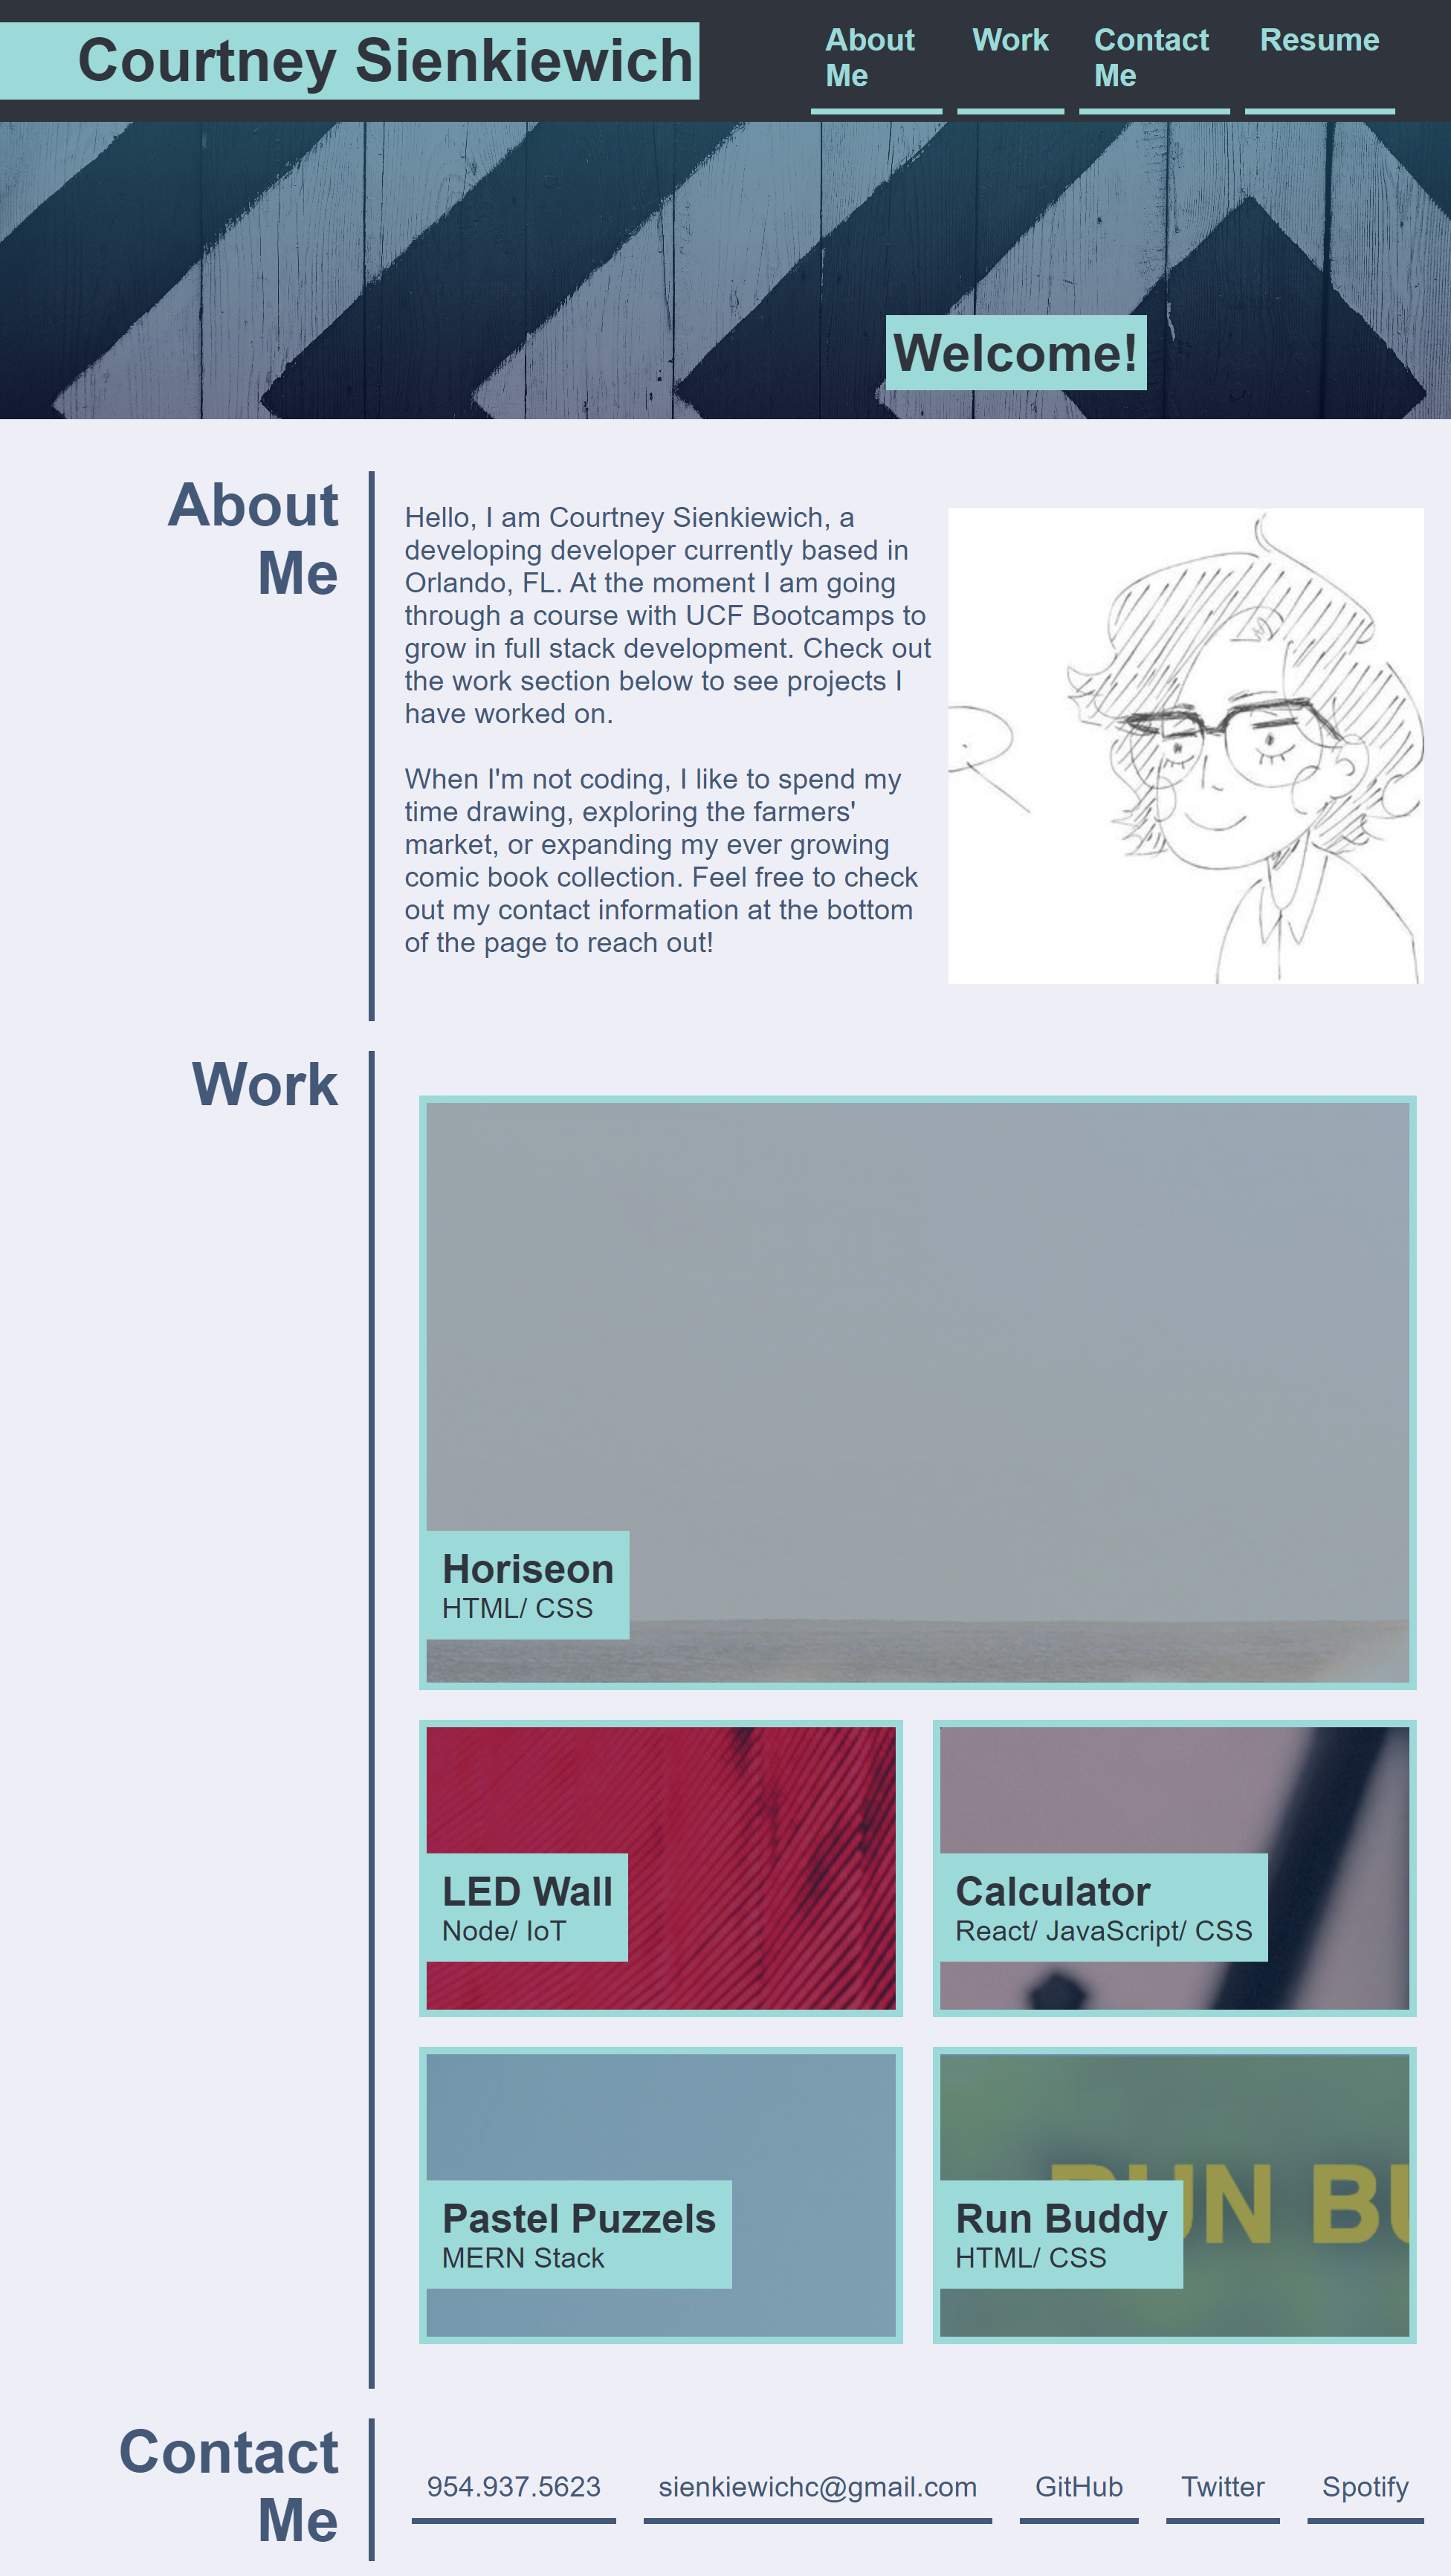 Courtney Sienkiewich
About
Me
Work
Contact
Me
Resume
Welcome!
About
Me
Hello, I am Courtney Sienkiewich, a
developing developer currently based in
Orlando, FL. At the moment I am going
through a course with UCF Bootcamps to
grow in full stack development. Check out
the work section below to see projects I
have worked on.
When I'm not coding, I like to spend my
time drawing, exploring the farmers'
market, or expanding my ever growing
comic book collection. Feel free to check
out my contact information at the bottom
of the page to reach out!
Work
Horiseon
HTML/ CSS
LED Wall
Node/ IoT
Calculator
React/ JavaScript/ CSS
Pastel Puzzels
MERN Stack
RUN BU
Run Buddy
HTML/ CSS
Contact
Me
954.937.5623
sienkiewichc@gmail.com
GitHub
Twitter
Spotify